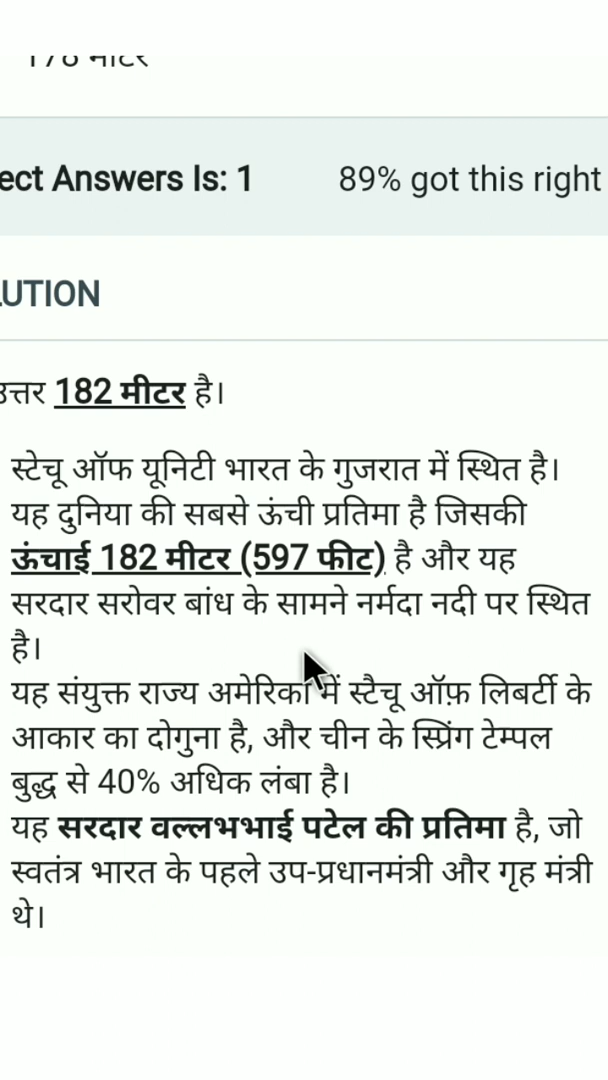 ect Answers Is: 1 89% got this right
LUTION
उत्तर 182 मीटर है।
स्टेचू ऑफ यूनिटी भारत के गुजरात में स्थित है।
यह दुनिया की सबसे ऊंची प्रतिमा है जिसकी
ऊंचाई 182 मीटर (597 फीट) है और यह
सरदार सरोवर बांध के सामने नर्मदा नदी पर स्थित
है।
यह संयुक्त राज्य अमेरिका में स्टैचू ऑफ़ लिबर्टी के
आकार का दोगुना है, और चीन के स्प्रिंग टेम्पल
बुद्ध से 40% अधिक लंबा है।
यह सरदार वल्लभभाई पटेल की प्रतिमा है, जो
स्वतंत्र भारत के पहले उप-प्रधानमंत्री और गृह मंत्री
थे।